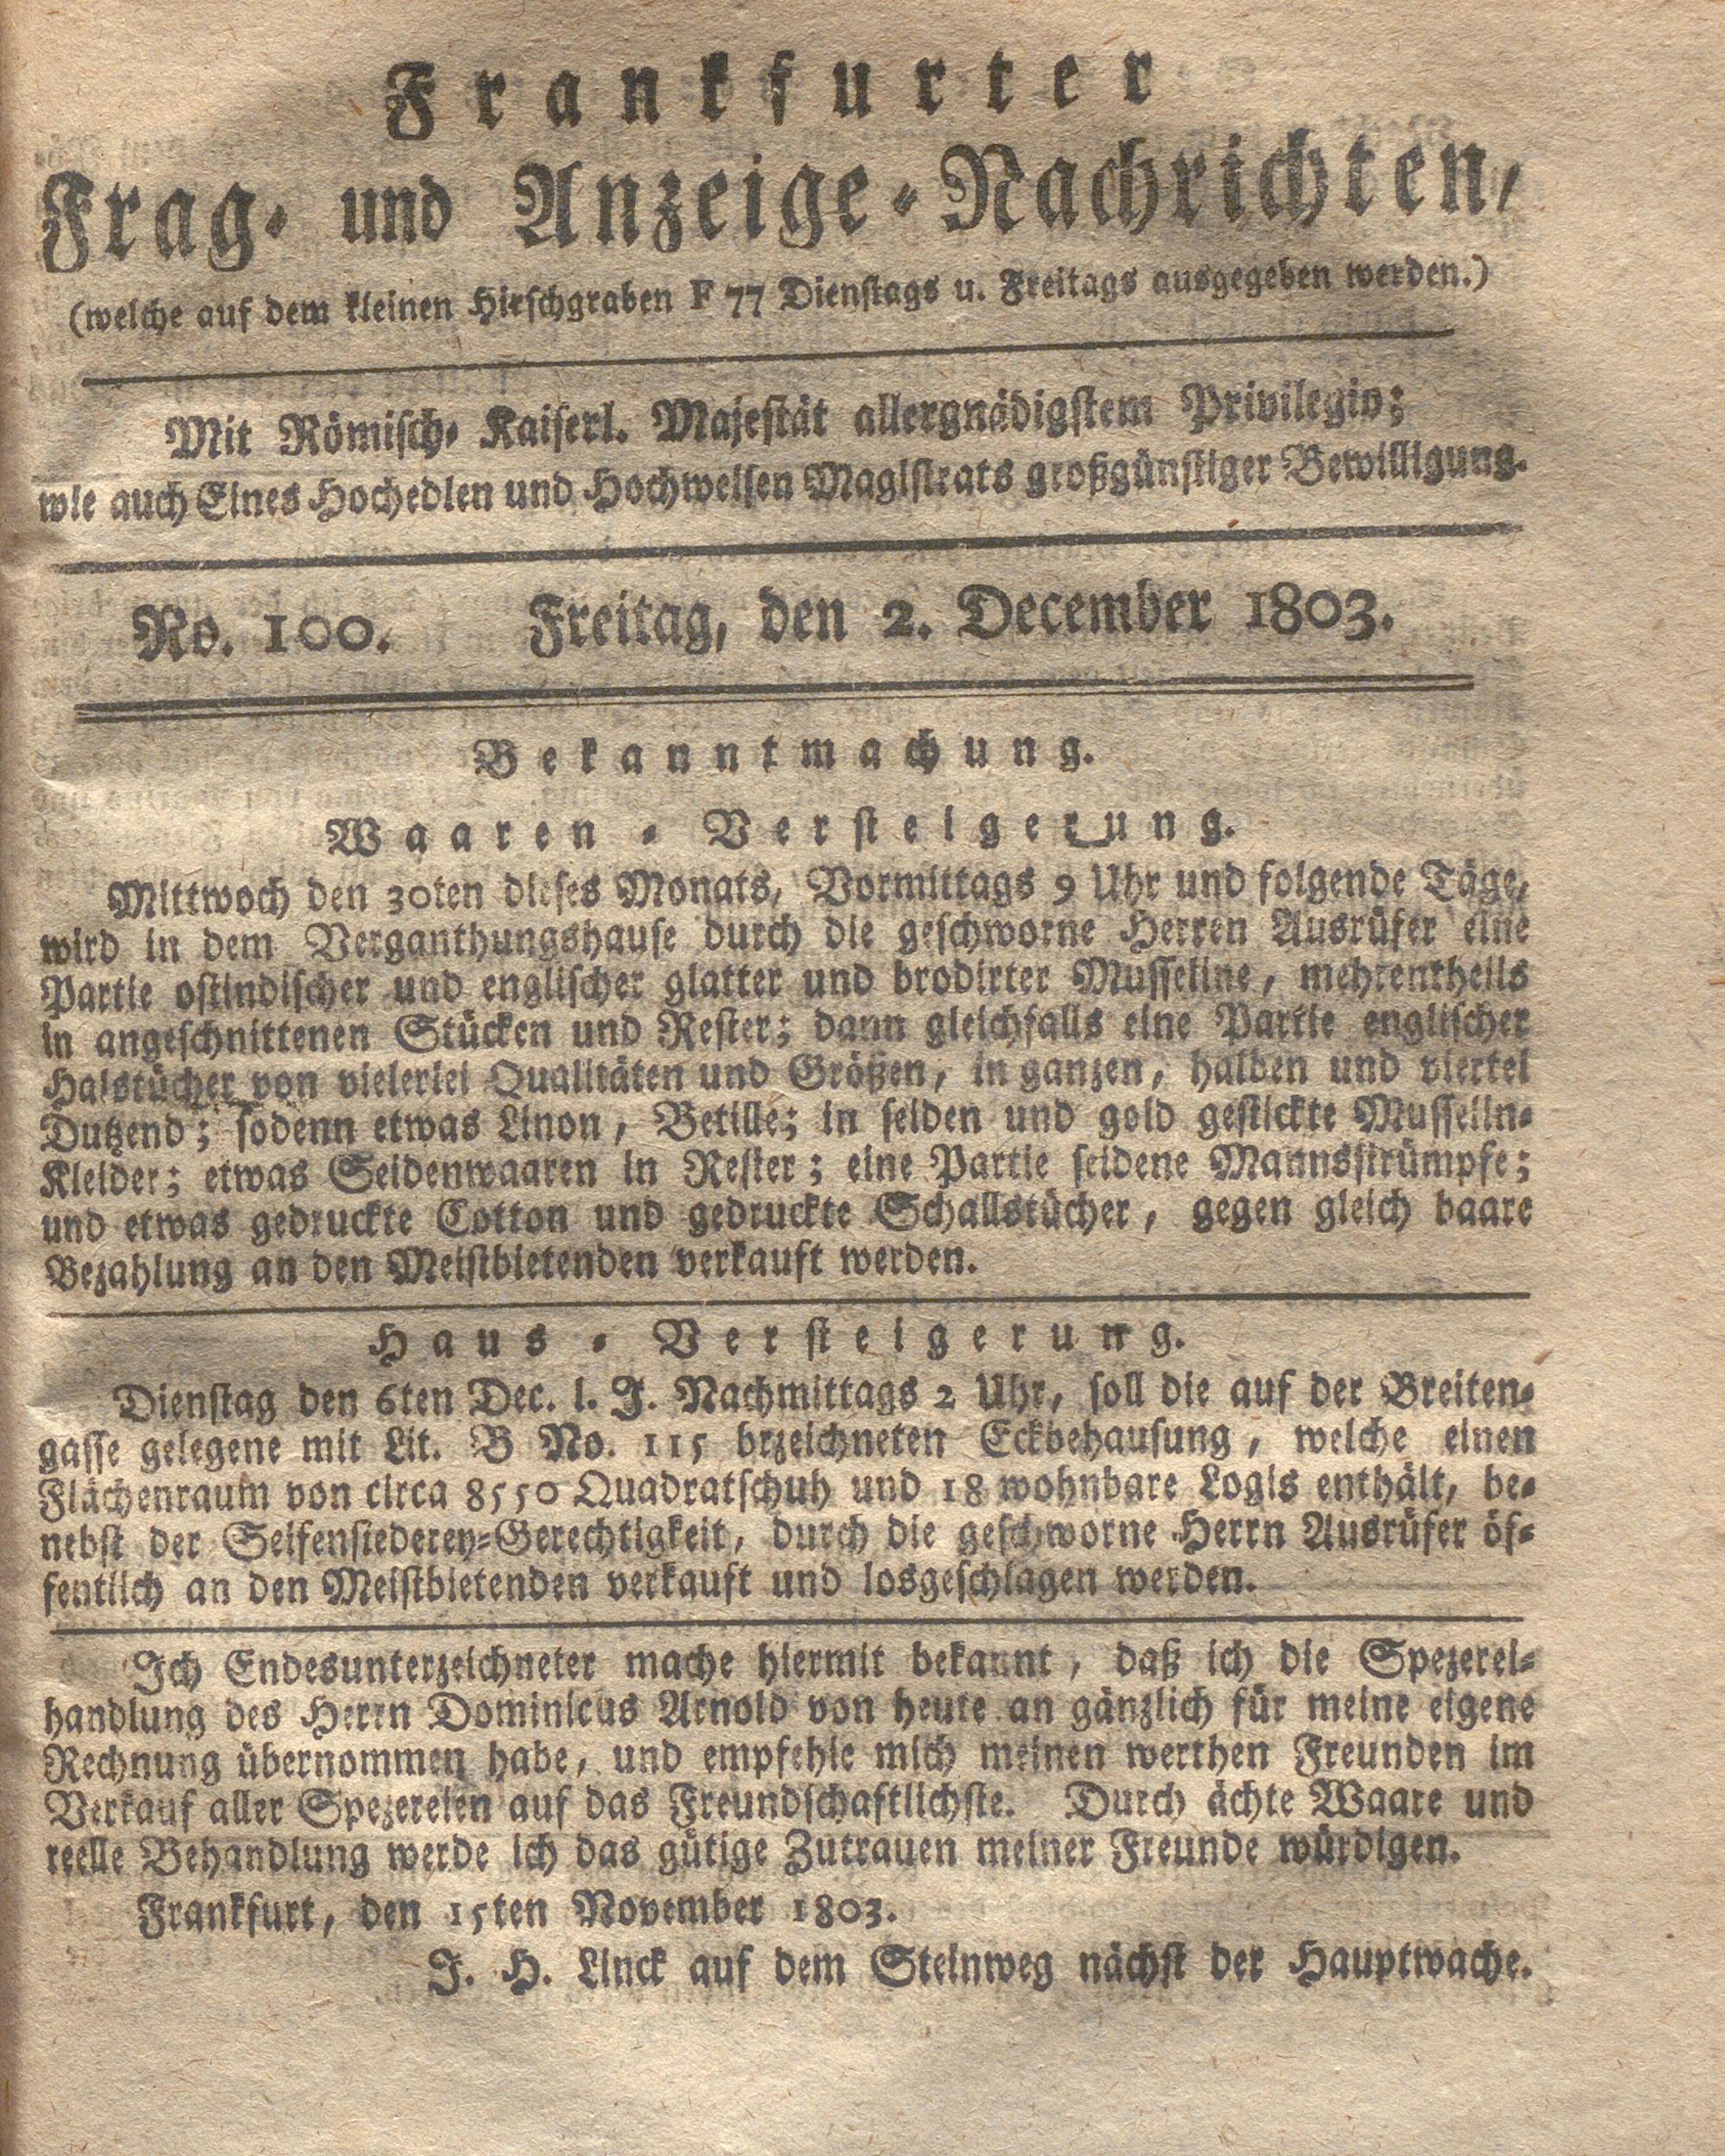 Frankfurter
Frag- und Anzeige-Nachrichten,
(welche auf dem kleinen Hirschgraben F 77 Dienstags u. Freitags ausgegeben werden.)
Mit Römisch- Kaiserl. Majestät allergnädigstem Privilegio;
wie auch Eines Hochedlen und Hochweisen Magistrats großgünstiger Bewilligung.
No. 100. Freitag, den 2. December 1803.
Bekanntmachung.
Waaren-Versteigerung.
Mittwoch den 30ten dieses Monats, Vormittags 9 Uhr und folgende Täge,
wird in dem Verganthungshause durch die geschworne Herren Ausrüfer eine
Partie ostindischer und englischer glatter und brodirter Musseline, mehrentheils
in angeschnittenen Stücken und Rester; dann gleichfalls eine Partie englischer
Halstücher von vielerlei Qualitäten und Größen, in ganzen, halben und viertel
Dutzend; sodenn etwas Linon, Betille; in seiden und gold gestickte Musselin-
Kleider; etwas Seidenwaaren in Rester; eine Partie seidene Mannsstrümpfe;
und etwas gedruckte Cotton und gedruckte Schallstücher, gegen gleich baare
Bezahlung an den Meistbietenden verkauft werden.
Haus-Versteigerung.
Dienstag den 6ten Dec. l. J. Nachmittags 2 Uhr, soll die auf der Breiten-
gasse gelegene mit Lit. B No. 115 brzeichneten Eckbehausung, welche einen
Flächenraum von circa 8550 Quadratschuh und 18 wohnbare Logis enthält, be-
nebst der Seifensiederey-Gerechtigkeit, durch die geschworne Herrn Ausrüfer öf-
fentlich an den Meistbietenden verkauft und losgeschlagen werden.
Ich Endesunterzeichneter mache hiermit bekannt, daß ich die Spezerei-
handlung des Herrn Dominicus Arnold von heute an gänzlich für meine eigene
Rechnung übernommen habe, und empfehle mich meinen werthen Freunden im
Verkauf aller Spezereien auf das Freundschaftlichste. Durch ächte Waare und
reelle Behandlung werde ich das gütige Zutrauen meiner Freunde würdigen.
Frankfurt, den 15ten November 1803.
J. H. Linck auf dem Steinweg nächst der Hauptwache.